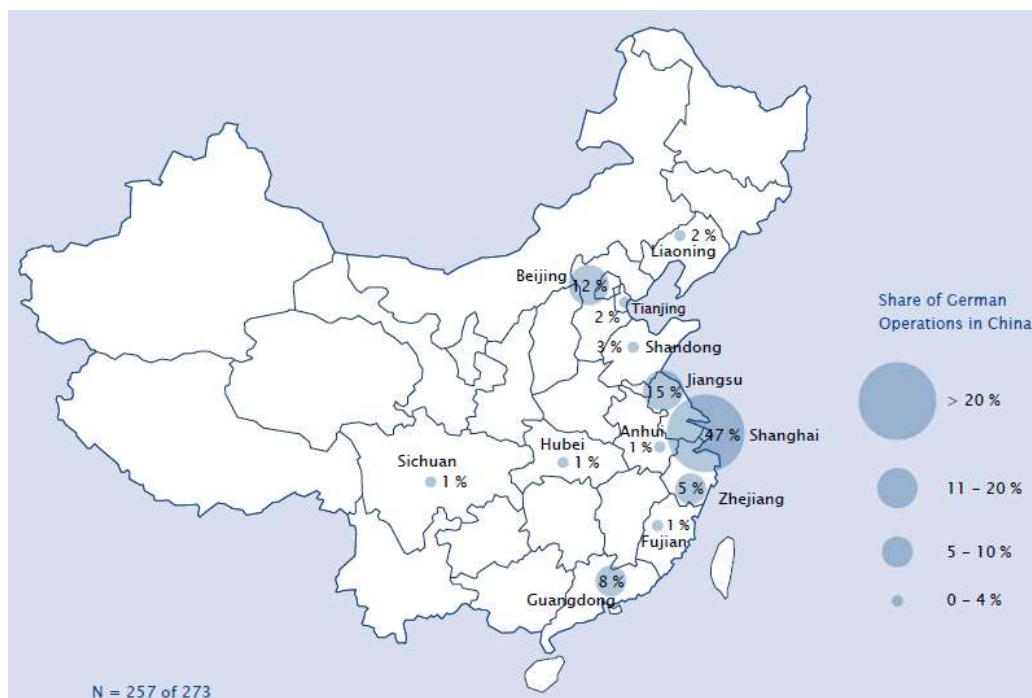 2 %
Liaoning
Beijing
12 %
Tianjing
2 %
3 %
Shandong
Jiangsu
15 %
Anhui
1 %
47 %
Shanghai
Hubei
1 %
Sichuan
1 %
5 %
Zhejiang
1 %
Fujian
8 %
Guangdong
Share of German
Operations in China
> 20 %
11 – 20 %
5 – 10 %
0 – 4 %
N = 257 of 273